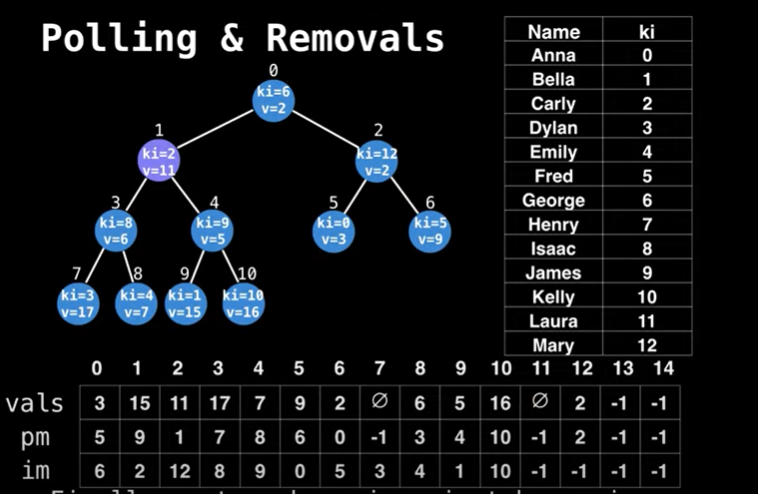 Polling & Removals
0
ki=6
v=2
1
2
ki=2
v=11
ki=12
v=2
3
4
5
6
ki=8
v=6
ki=9
v=5
ki=0
v=3
ki=5
v=9
7
8
9
10
ki=3
v=17
ki=4
v=7
ki=1
v=15
ki=10
v=16
Name ki
Anna 0
Bella 1
Carly 2
Dylan 3
Emily 4
Fred 5
George 6
Henry 7
Isaac 8
James 9
Kelly 10
Laura 11
Mary 12
0 1 2 3 4 5 6 7 8 9 10 11 12 13 14
vals 3 15 11 17 7 9 2 ∅ 6 5 16 ∅ 2 -1 -1
pm 5 9 1 7 8 6 0 -1 3 4 10 -1 2 -1 -1
im 6 2 12 8 9 0 5 3 4 1 10 -1 -1 -1 -1